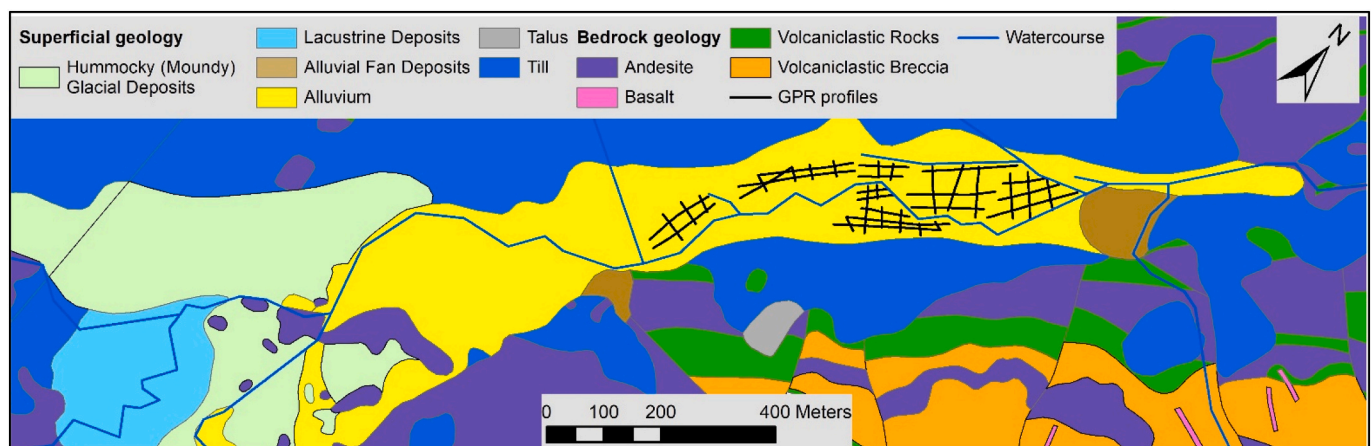 Superficial geology
Hummocky (Moundy)
Glacial Deposits
Lacustrine Deposits
Alluvial Fan Deposits
Alluvium
Talus
Till
Bedrock geology
Andesite
Basalt
Volcaniclastic Rocks
Volcaniclastic Breccia
GPR profiles
Watercourse
N
0 100 200 400 Meters